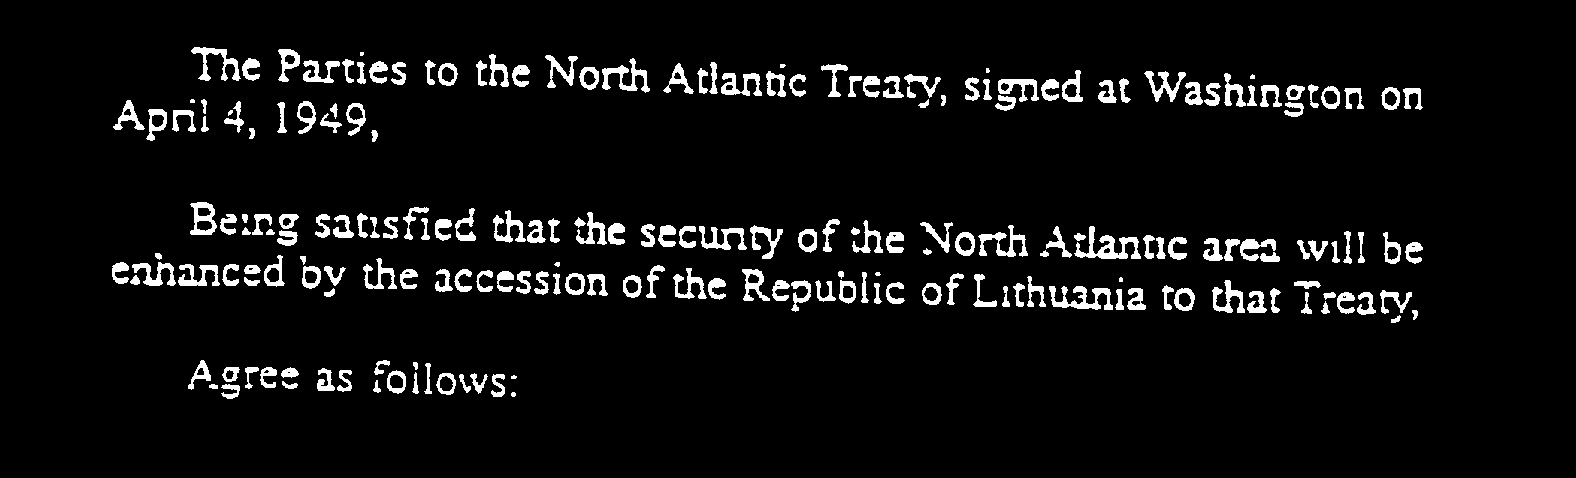 The Parties to the North Atlantic Treaty, signed at Washington on
April 4, 1949,
Being satisfied that the security of the North Atlantic area will be
enhanced by the accession of the Republic of Lithuania to that Treaty,
Agree as follows: